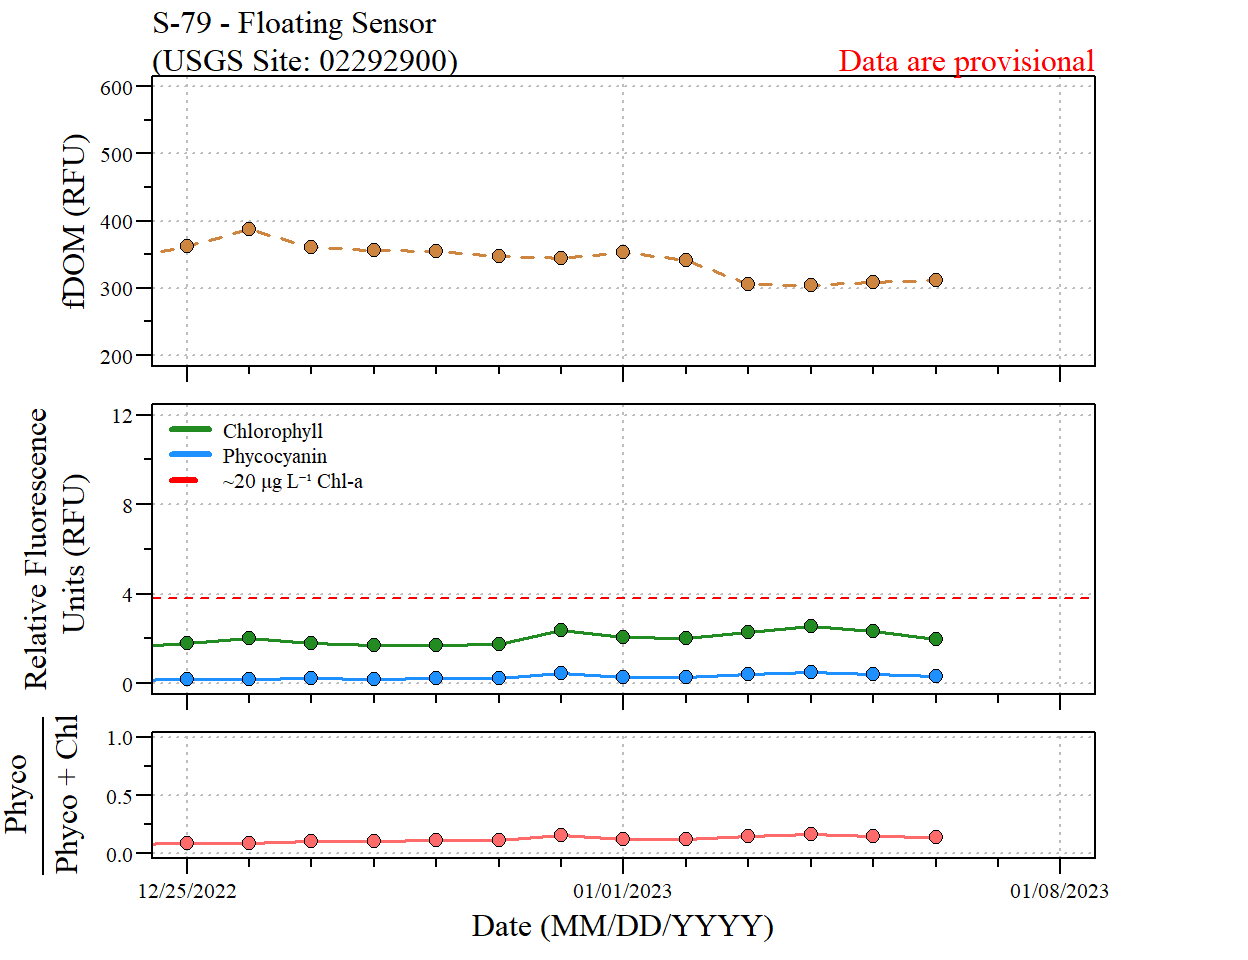 S-79 - Floating Sensor
(USGS Site: 02292900)
Data are provisional
600
500
400
300
200
fDOM (RFU)
12
8
4
0
Relative Fluorescence
Units (RFU)
Chlorophyll
Phycocyanin
~20 μg L⁻¹ Chl-a
1.0
0.5
0.0
Phyco
Phyco + Chl
12/25/2022
01/01/2023
01/08/2023
Date (MM/DD/YYYY)